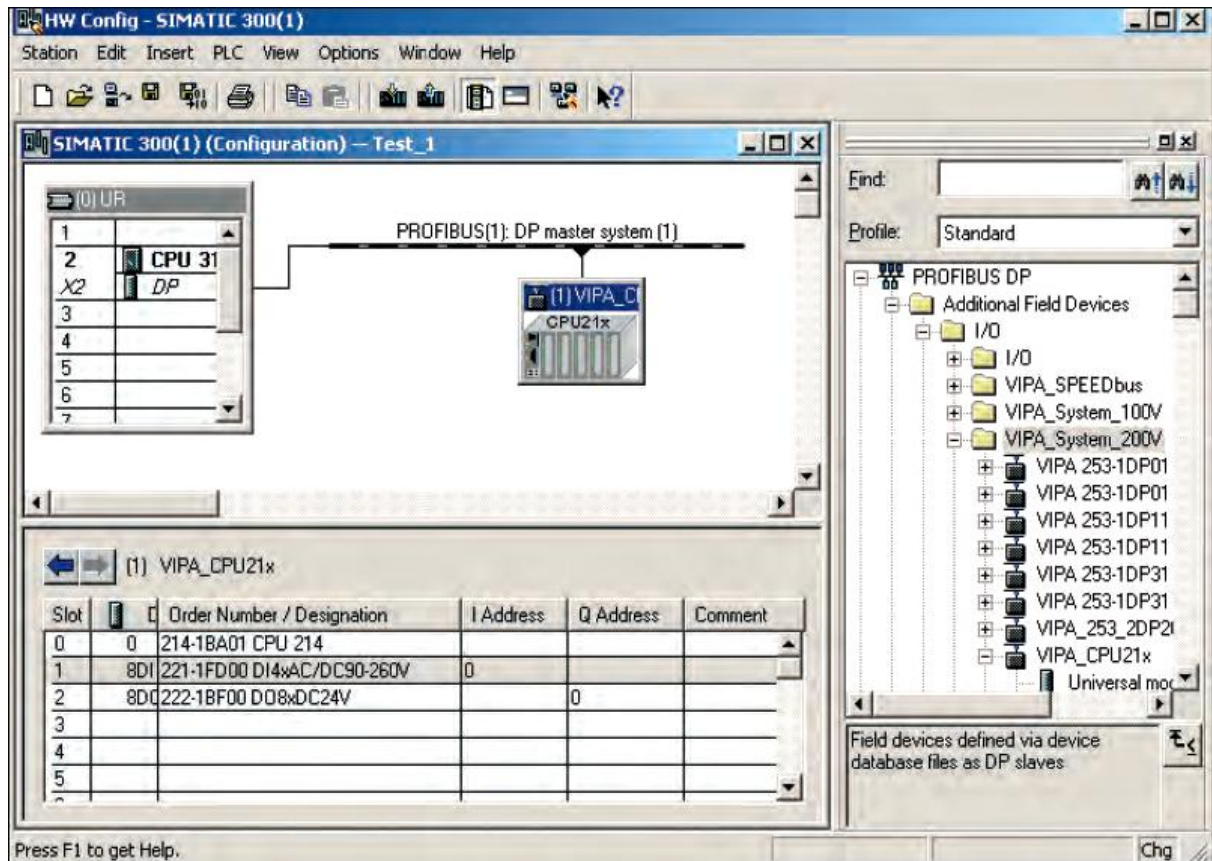 HW Config - SIMATIC 300(1)
Station Edit Insert PLC View Options Window Help
SIMATIC 300(1) (Configuration) -- Test_1
(0) UR
1
2 CPU 31
X2 DP
3
4
5
6
7
PROFIBUS(1): DP master system (1)
(1) VIPA_C
CPU21x
(1) VIPA_CPU21x
Slot D Order Number / Designation I Address Q Address Comment
0 0 214-1BA01 CPU 214
1 8DI 221-1FD00 DI4xAC/DC90-260V 0
2 8DO 222-1BF00 DO8xDC24V 0
3
4
5
Find:
Profile: Standard
PROFIBUS DP
Additional Field Devices
I/O
I/O
VIPA_SPEEDbus
VIPA_System_100V
VIPA_System_200V
VIPA 253-1DP01
VIPA 253-1DP01
VIPA 253-1DP11
VIPA 253-1DP11
VIPA 253-1DP31
VIPA 253-1DP31
VIPA_253_2DP2
VIPA_CPU21x
Universal mo
Field devices defined via device
database files as DP slaves
Press F1 to get Help.
Chg